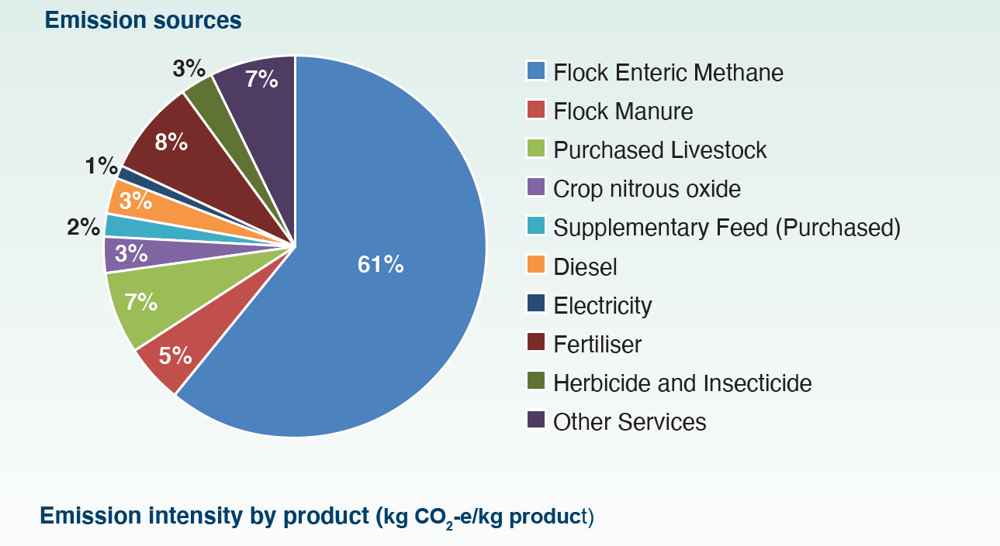 Emission sources
3%
7%
8%
1%
3%
2%
3%
7%
5%
61%
Flock Enteric Methane
Flock Manure
Purchased Livestock
Crop nitrous oxide
Supplementary Feed (Purchased)
Diesel
Electricity
Fertiliser
Herbicide and Insecticide
Other Services
Emission intensity by product (kg CO₂-e/kg product)